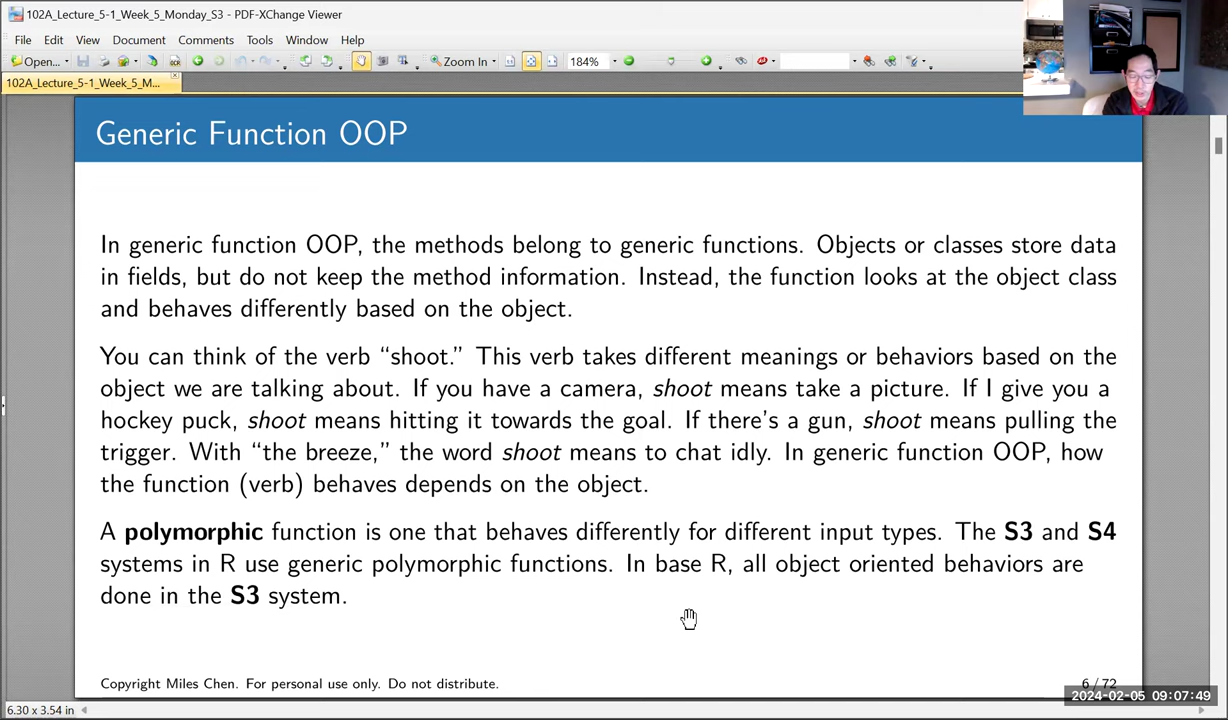 102A_Lecture_5-1_Week_5_Monday_S3 - PDF-XChange Viewer
File Edit View Document Comments Tools Window Help
Open... Zoom In 184%
102A_Lecture_5-1_Week_5_M...
Generic Function OOP
In generic function OOP, the methods belong to generic functions. Objects or classes store data
in fields, but do not keep the method information. Instead, the function looks at the object class
and behaves differently based on the object.
You can think of the verb “shoot.” This verb takes different meanings or behaviors based on the
object we are talking about. If you have a camera, shoot means take a picture. If I give you a
hockey puck, shoot means hitting it towards the goal. If there’s a gun, shoot means pulling the
trigger. With “the breeze,” the word shoot means to chat idly. In generic function OOP, how
the function (verb) behaves depends on the object.
A polymorphic function is one that behaves differently for different input types. The S3 and S4
systems in R use generic polymorphic functions. In base R, all object oriented behaviors are
done in the S3 system.
Copyright Miles Chen. For personal use only. Do not distribute. 6 / 72
2024-02-05 09:07:49
6.30 x 3.54 in